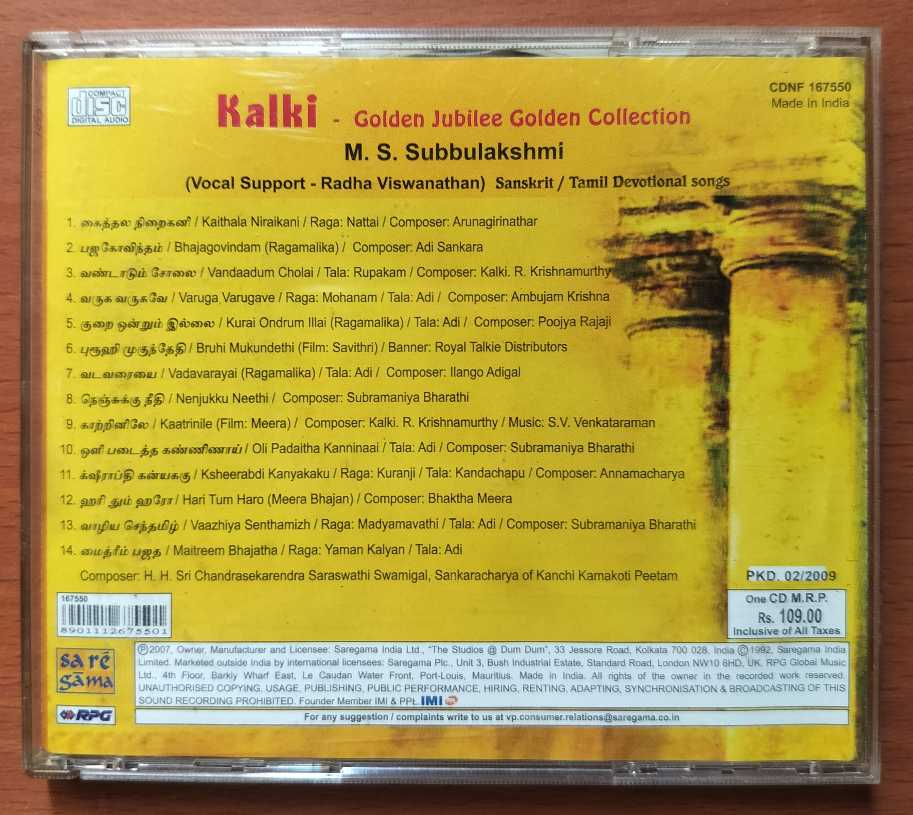 COMPACT
disc
DIGITAL AUDIO
CDNF 167550
Made in India
Kalki - Golden Jubilee Golden Collection
M. S. Subbulakshmi
(Vocal Support - Radha Viswanathan) Sanskrit / Tamil Devotional songs
1. கைத்தல நிறைகனி / Kaithala Niraikani / Raga: Nattai / Composer: Arunagirinathar
2. பஜகோவிந்தம் / Bhajagovindam (Ragamalika) / Composer: Adi Sankara
3. வண்டாடும் சோலை / Vandaadum Cholai / Tala: Rupakam / Composer: Kalki. R. Krishnamurthy
4. வருக வருகவே / Varuga Varugave / Raga: Mohanam / Tala: Adi / Composer: Ambujam Krishna
5. குறை ஒன்றும் இல்லை / Kurai Ondrum Illai (Ragamalika) / Tala: Adi / Composer: Poojya Rajaji
6. புரூஹி முகுந்தேதி / Bruhi Mukundethi (Film: Savithri) / Banner: Royal Talkie Distributors
7. வடவரையை / Vadavarayai (Ragamalika) / Tala: Adi / Composer: Ilango Adigal
8. நெஞ்சுக்கு நீதி / Nenjukku Neethi / Composer: Subramaniya Bharathi
9. காற்றினிலே / Kaatrinile (Film: Meera) / Composer: Kalki. R. Krishnamurthy / Music: S.V. Venkataraman
10. ஒளி படைத்த கண்ணிணாய் / Oli Padaitha Kanninaai / Tala: Adi / Composer: Subramaniya Bharathi
11. க்ஷீராப்தி கன்யககு / Ksheerabdi Kanyakaku / Raga: Kuranji / Tala: Kandachapu / Composer: Annamacharya
12. ஹரி தும் ஹரோ / Hari Tum Haro (Meera Bhajan) / Composer: Bhaktha Meera
13. வாழிய செந்தமிழ் / Vaazhiya Senthamizh / Raga: Madyamavathi / Tala: Adi / Composer: Subramaniya Bharathi
14. மைத்ரீம் பஜத / Maitreem Bhajatha / Raga: Yaman Kalyan / Tala: Adi
Composer: H. H. Sri Chandrasekarendra Saraswathi Swamigal, Sankaracharya of Kanchi Kamakoti Peetam
PKD. 02/2009
One CD M.R.P.
Rs. 109.00
Inclusive of All Taxes
167550
8901112675501
sa rē
gāma
RPG
Ⓟ2007, Owner, Manufacturer and Licensee: Saregama India Ltd., "The Studios @ Dum Dum", 33 Jessore Road, Kolkata 700 028, India ©1992, Saregama India
Limited. Marketed outside India by international licensees: Saregama Plc., Unit 3, Bush Industrial Estate, Standard Road, London NW10 6HD, UK. RPG Global Music
Ltd., 4th Floor, Barkly Wharf East, Le Caudan Water Front, Port-Louis, Mauritius. Made in India. All rights of the owner in the recorded work reserved.
UNAUTHORISED COPYING, USAGE, PUBLISHING, PUBLIC PERFORMANCE, HIRING, RENTING, ADAPTING, SYNCHRONISATION & BROADCASTING OF THIS
SOUND RECORDING PROHIBITED. Founder Member IMI & PPL. IMI
For any suggestion / complaints write to us at vp.consumer.relations@saregama.co.in